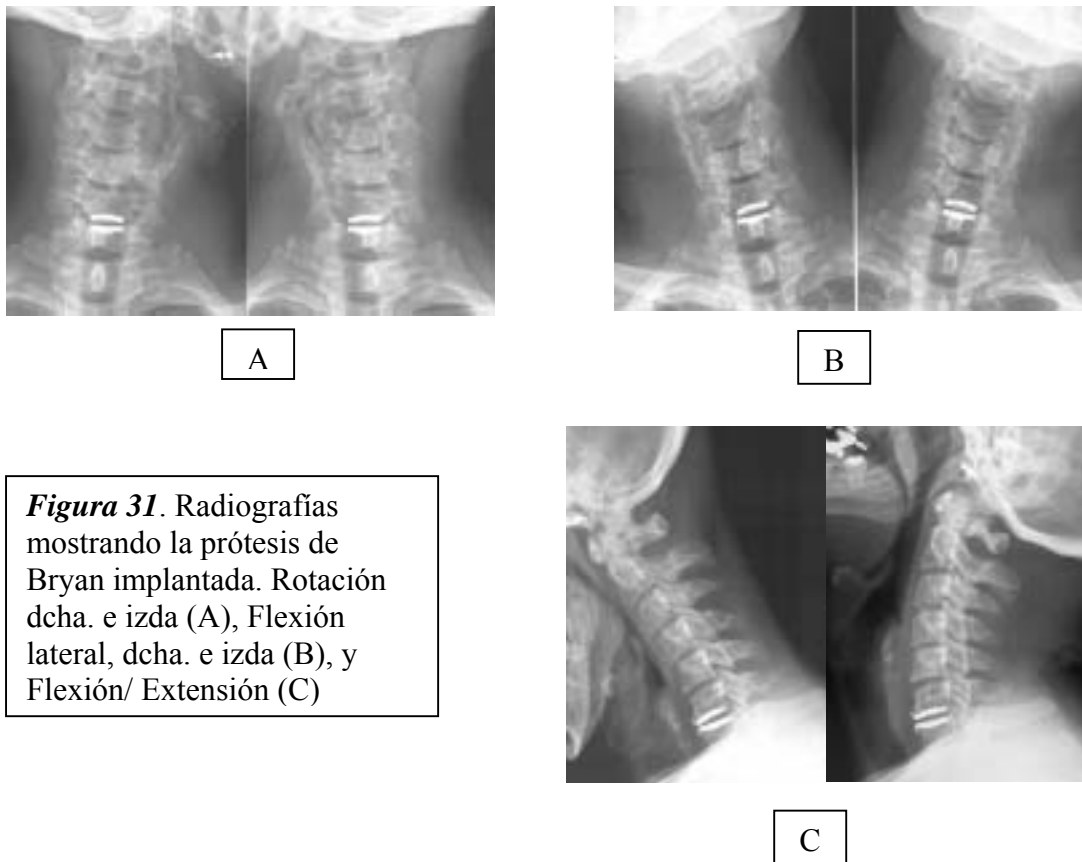 A
B
Figura 31. Radiografías
mostrando la prótesis de
Bryan implantada. Rotación
dcha. e izda (A), Flexión
lateral, dcha. e izda (B), y
Flexión/ Extensión (C)
C